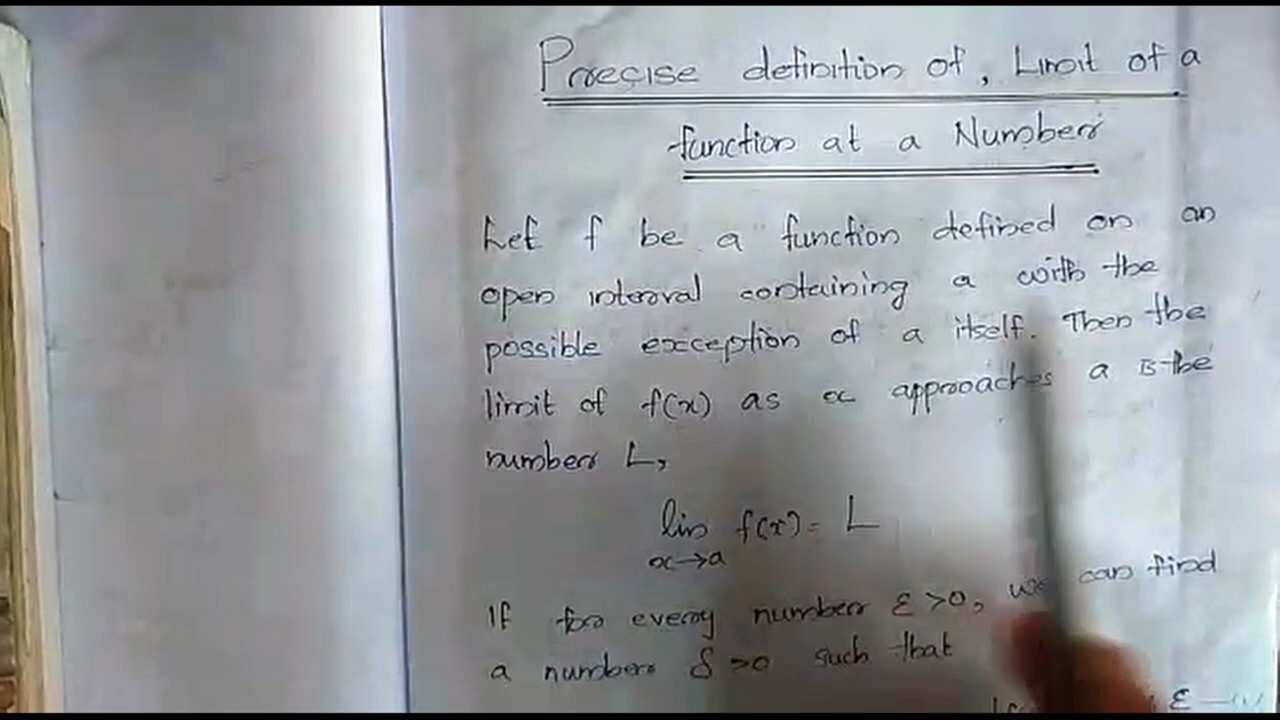 Precise definition of, Limit of a
function at a Number
Let f be a function defined on an
open interval containing a with the
possible exception of a itself. Then the
limit of f(x) as x approaches a is the
number L,
lim f(x) = L
x→a
If for every number ε>0, we can find
a number δ>0 such that
ε